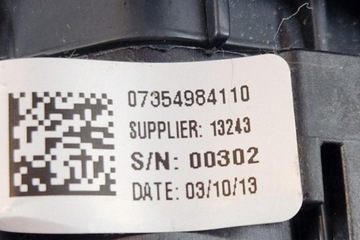 07354984110
SUPPLIER: 13243
S/N: 00302
DATE: 03/10/13